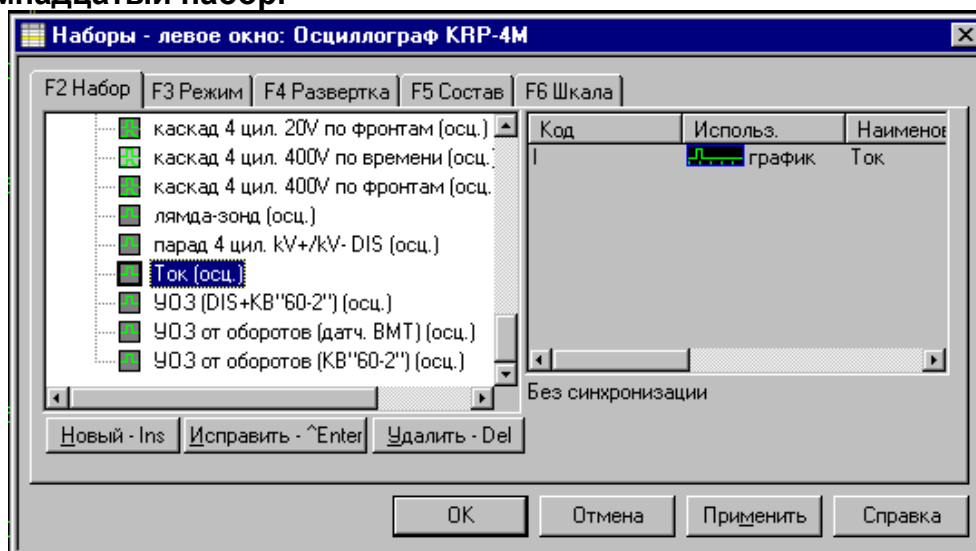 набор.
Наборы - левое окно: Осциллограф KRP-4M
F2 Набор F3 Режим F4 Развертка F5 Состав F6 Шкала
каскад 4 цил. 20V по фронтам (осц.)
каскад 4 цил. 400V по времени (осц.
каскад 4 цил. 400V по фронтам (осц.
лямда-зонд (осц.)
парад 4 цил. kV+/kV- DIS (осц.)
Ток (осц.)
УОЗ (DIS+КВ"60-2") (осц.)
УОЗ от оборотов (датч. ВМТ) (осц.)
УОЗ от оборотов (КВ"60-2") (осц.)
Код Использ. Наименов
I график Ток
Без синхронизации
Новый - Ins Исправить - ^Enter Удалить - Del
OK Отмена Применить Справка